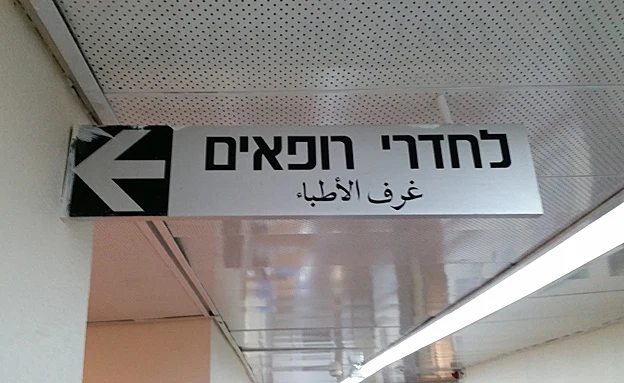 לחדרי רופאים
غرف الأطباء